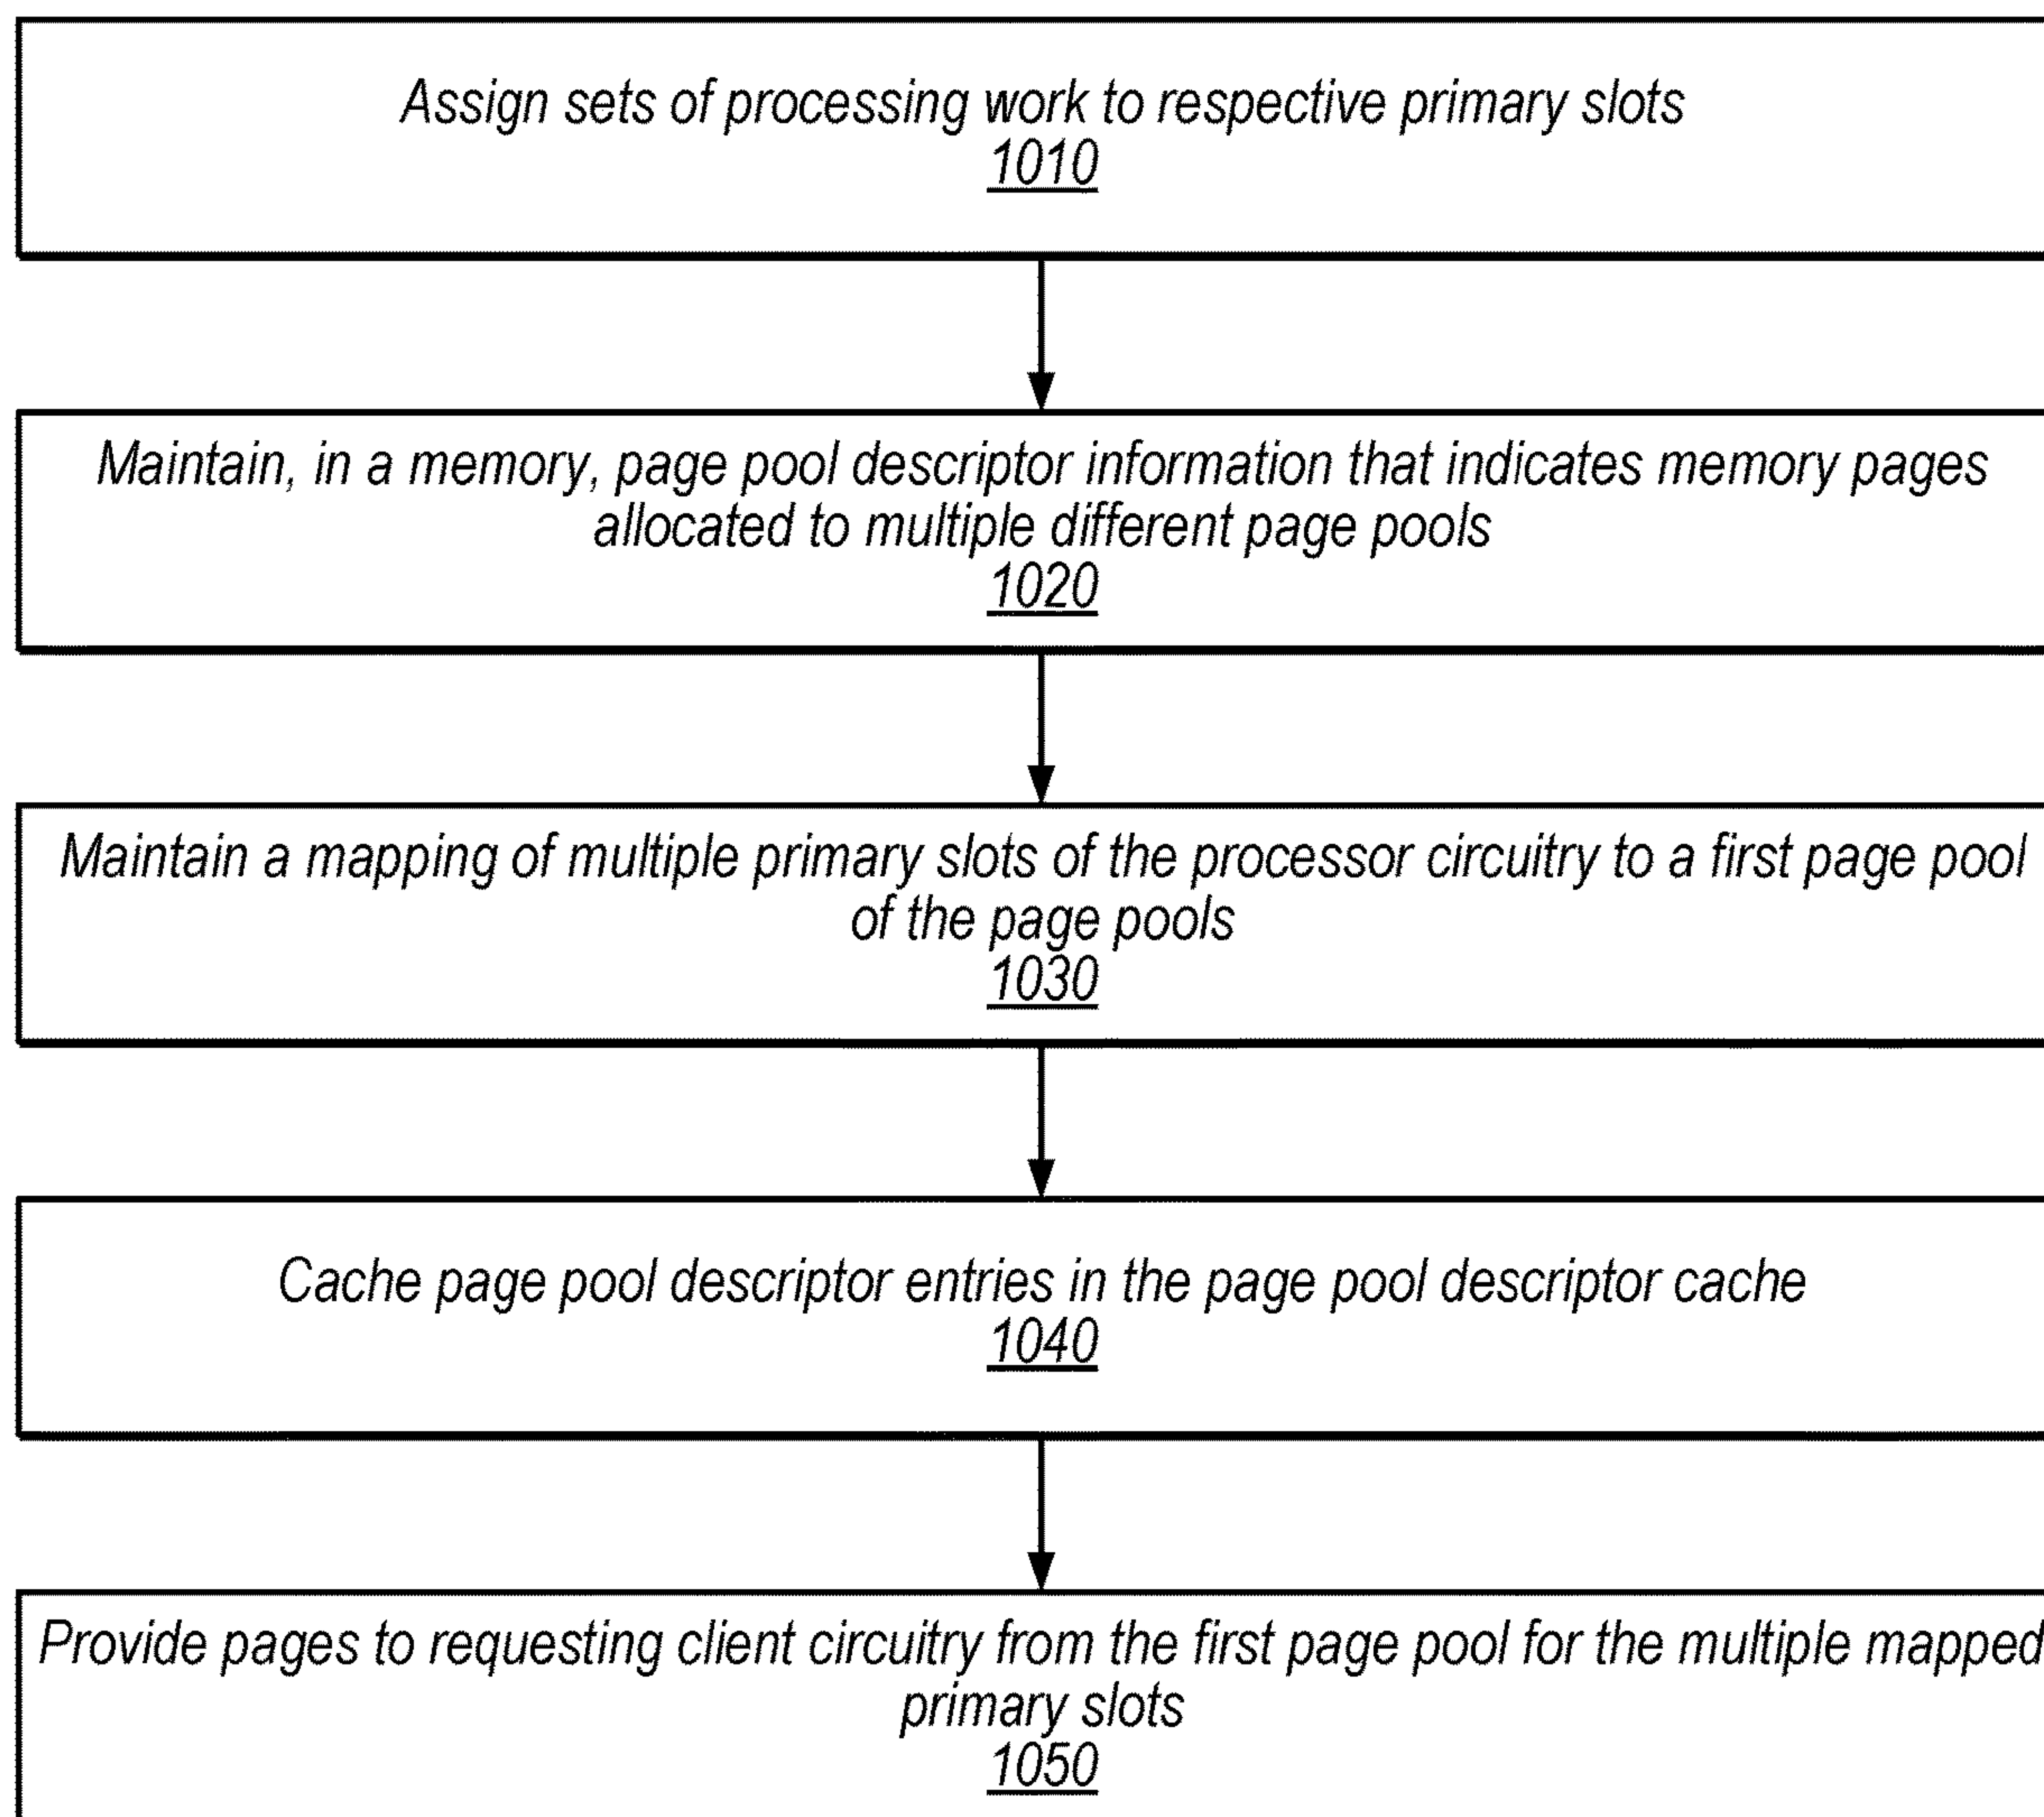 Assign sets of processing work to respective primary slots
1010
Maintain, in a memory, page pool descriptor information that indicates memory pages
allocated to multiple different page pools
1020
Maintain a mapping of multiple primary slots of the processor circuitry to a first page pool
of the page pools
1030
Cache page pool descriptor entries in the page pool descriptor cache
1040
Provide pages to requesting client circuitry from the first page pool for the multiple mapped
primary slots
1050